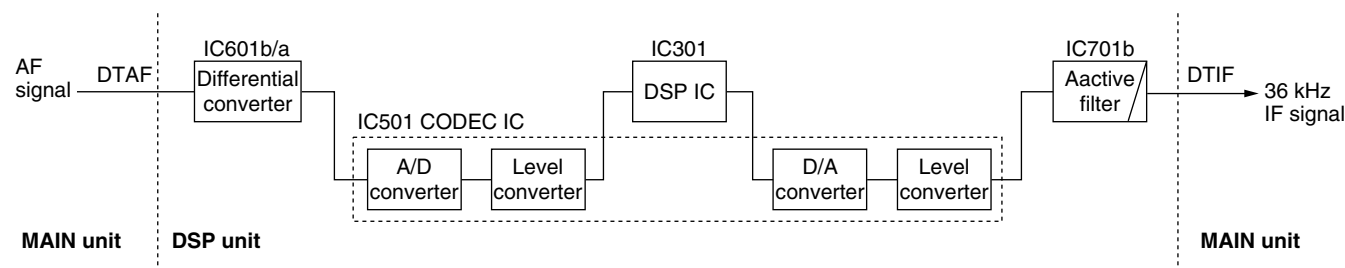 AF
signal
DTAF
IC601b/a
Differential
converter
IC501 CODEC IC
A/D
converter
Level
converter
IC301
DSP IC
D/A
converter
Level
converter
IC701b
Aactive
filter
DTIF
36 kHz
IF signal
MAIN unit
DSP unit
MAIN unit